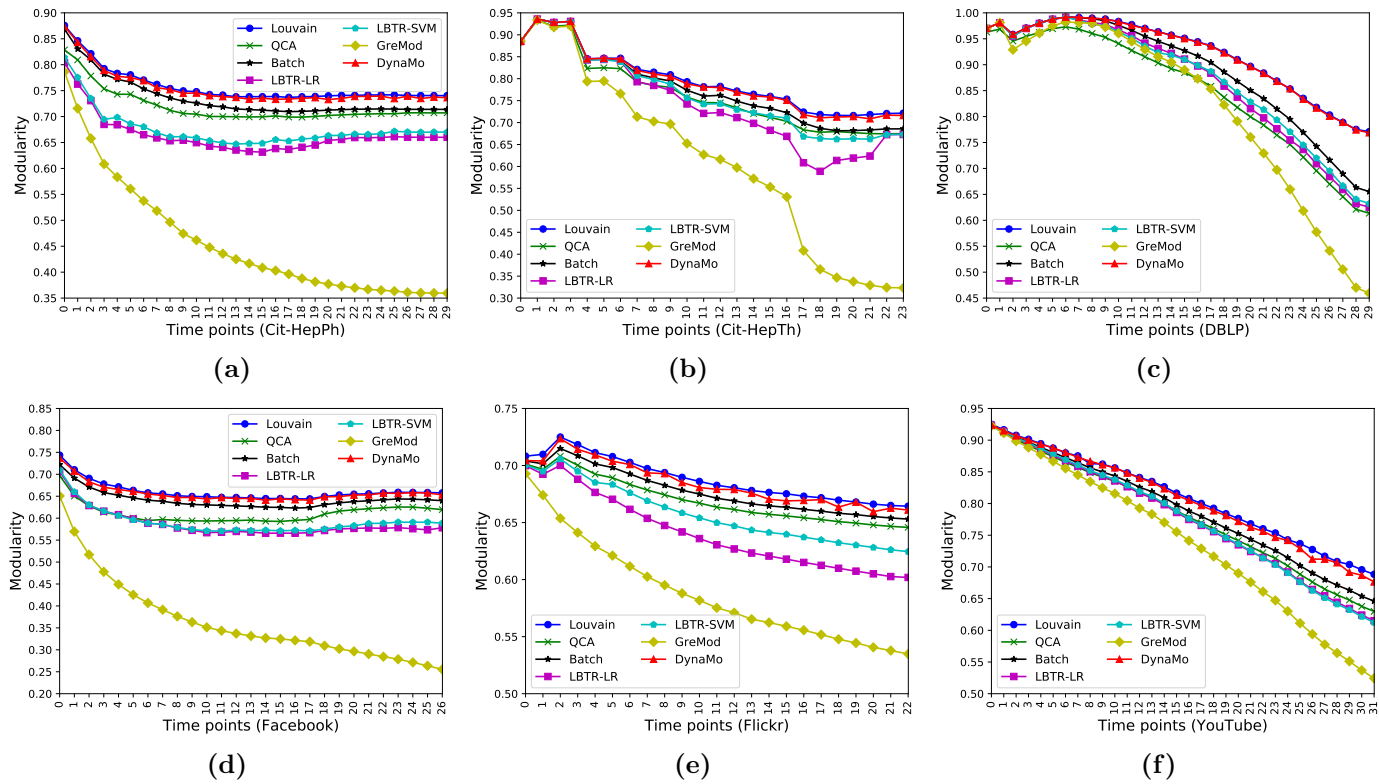 Modularity
0.90
0.85
0.80
0.75
0.70
0.65
0.60
0.55
0.50
0.45
0.40
0.35
Louvain
QCA
Batch
LBTR-LR
LBTR-SVM
GreMod
DynaMo
0 1 2 3 4 5 6 7 8 9 10 11 12 13 14 15 16 17 18 19 20 21 22 23 24 25 26 27 28 29
Time points (Cit-HepPh)
(a)
Modularity
0.95
0.90
0.85
0.80
0.75
0.70
0.65
0.60
0.55
0.50
0.45
0.40
0.35
0.30
Louvain
QCA
Batch
LBTR-LR
LBTR-SVM
GreMod
DynaMo
0 1 2 3 4 5 6 7 8 9 10 11 12 13 14 15 16 17 18 19 20 21 22 23
Time points (Cit-HepTh)
(b)
Modularity
1.00
0.95
0.90
0.85
0.80
0.75
0.70
0.65
0.60
0.55
0.50
0.45
Louvain
QCA
Batch
LBTR-LR
LBTR-SVM
GreMod
DynaMo
0 1 2 3 4 5 6 7 8 9 10 11 12 13 14 15 16 17 18 19 20 21 22 23 24 25 26 27 28 29
Time points (DBLP)
(c)
Modularity
0.85
0.80
0.75
0.70
0.65
0.60
0.55
0.50
0.45
0.40
0.35
0.30
0.25
0.20
Louvain
QCA
Batch
LBTR-LR
LBTR-SVM
GreMod
DynaMo
0 1 2 3 4 5 6 7 8 9 10 11 12 13 14 15 16 17 18 19 20 21 22 23 24 25 26
Time points (Facebook)
(d)
Modularity
0.75
0.70
0.65
0.60
0.55
0.50
Louvain
QCA
Batch
LBTR-LR
LBTR-SVM
GreMod
DynaMo
0 1 2 3 4 5 6 7 8 9 10 11 12 13 14 15 16 17 18 19 20 21 22
Time points (Flickr)
(e)
Modularity
0.95
0.90
0.85
0.80
0.75
0.70
0.65
0.60
0.55
0.50
Louvain
QCA
Batch
LBTR-LR
LBTR-SVM
GreMod
DynaMo
0 1 2 3 4 5 6 7 8 9 10 11 12 13 14 15 16 17 18 19 20 21 22 23 24 25 26 27 28 29 30 31
Time points (YouTube)
(f)